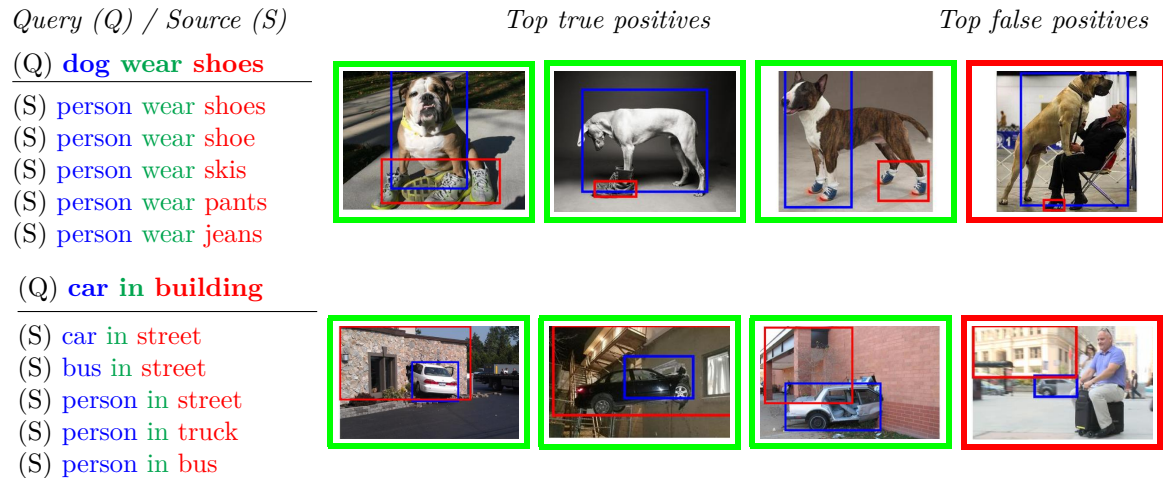 Query (Q) / Source (S) Top true positives Top false positives
(Q) dog wear shoes
(S) person wear shoes
(S) person wear shoe
(S) person wear skis
(S) person wear pants
(S) person wear jeans
(Q) car in building
(S) car in street
(S) bus in street
(S) person in street
(S) person in truck
(S) person in bus